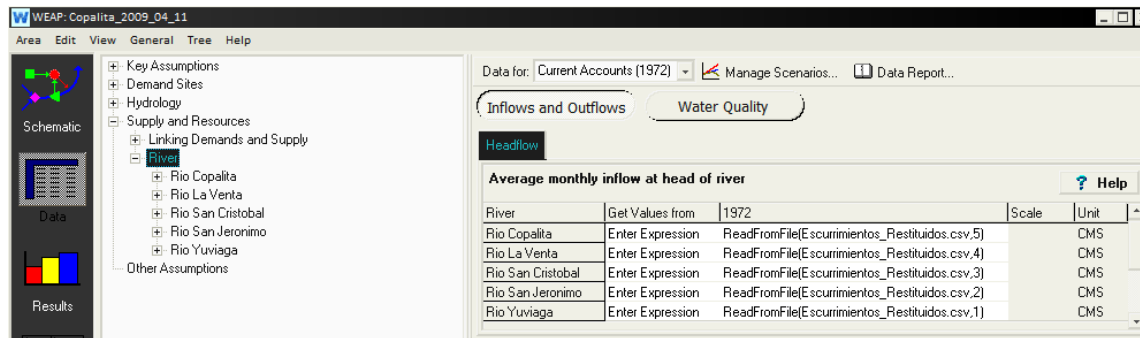 WEAP: Copalita_2009_04_11
Area Edit View General Tree Help
Schematic
Data
Results
Key Assumptions
Demand Sites
Hydrology
Supply and Resources
Linking Demands and Supply
River
Rio Copalita
Rio La Venta
Rio San Cristobal
Rio San Jeronimo
Rio Yuviaga
Other Assumptions
Data for: Current Accounts (1972) Manage Scenarios... Data Report...
Inflows and Outflows Water Quality
Headflow
Average monthly inflow at head of river ? Help
River Get Values from 1972 Scale Unit
Rio Copalita Enter Expression ReadFromFile(Escurrimientos_Restituidos.csv,5) CMS
Rio La Venta Enter Expression ReadFromFile(Escurrimientos_Restituidos.csv,4) CMS
Rio San Cristobal Enter Expression ReadFromFile(Escurrimientos_Restituidos.csv,3) CMS
Rio San Jeronimo Enter Expression ReadFromFile(Escurrimientos_Restituidos.csv,2) CMS
Rio Yuviaga Enter Expression ReadFromFile(Escurrimientos_Restituidos.csv,1) CMS